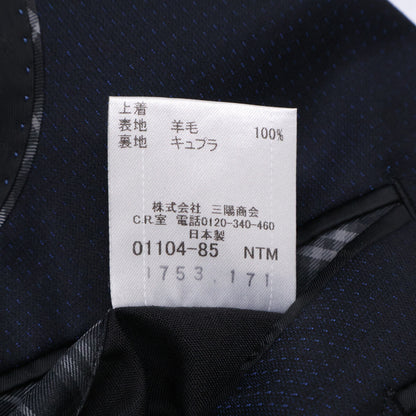 上着
表地 羊毛 100%
裏地 キュプラ
株式会社 三陽商会
C.R.室 電話0120-340-460
日本製
01104-85 NTM
1753.171